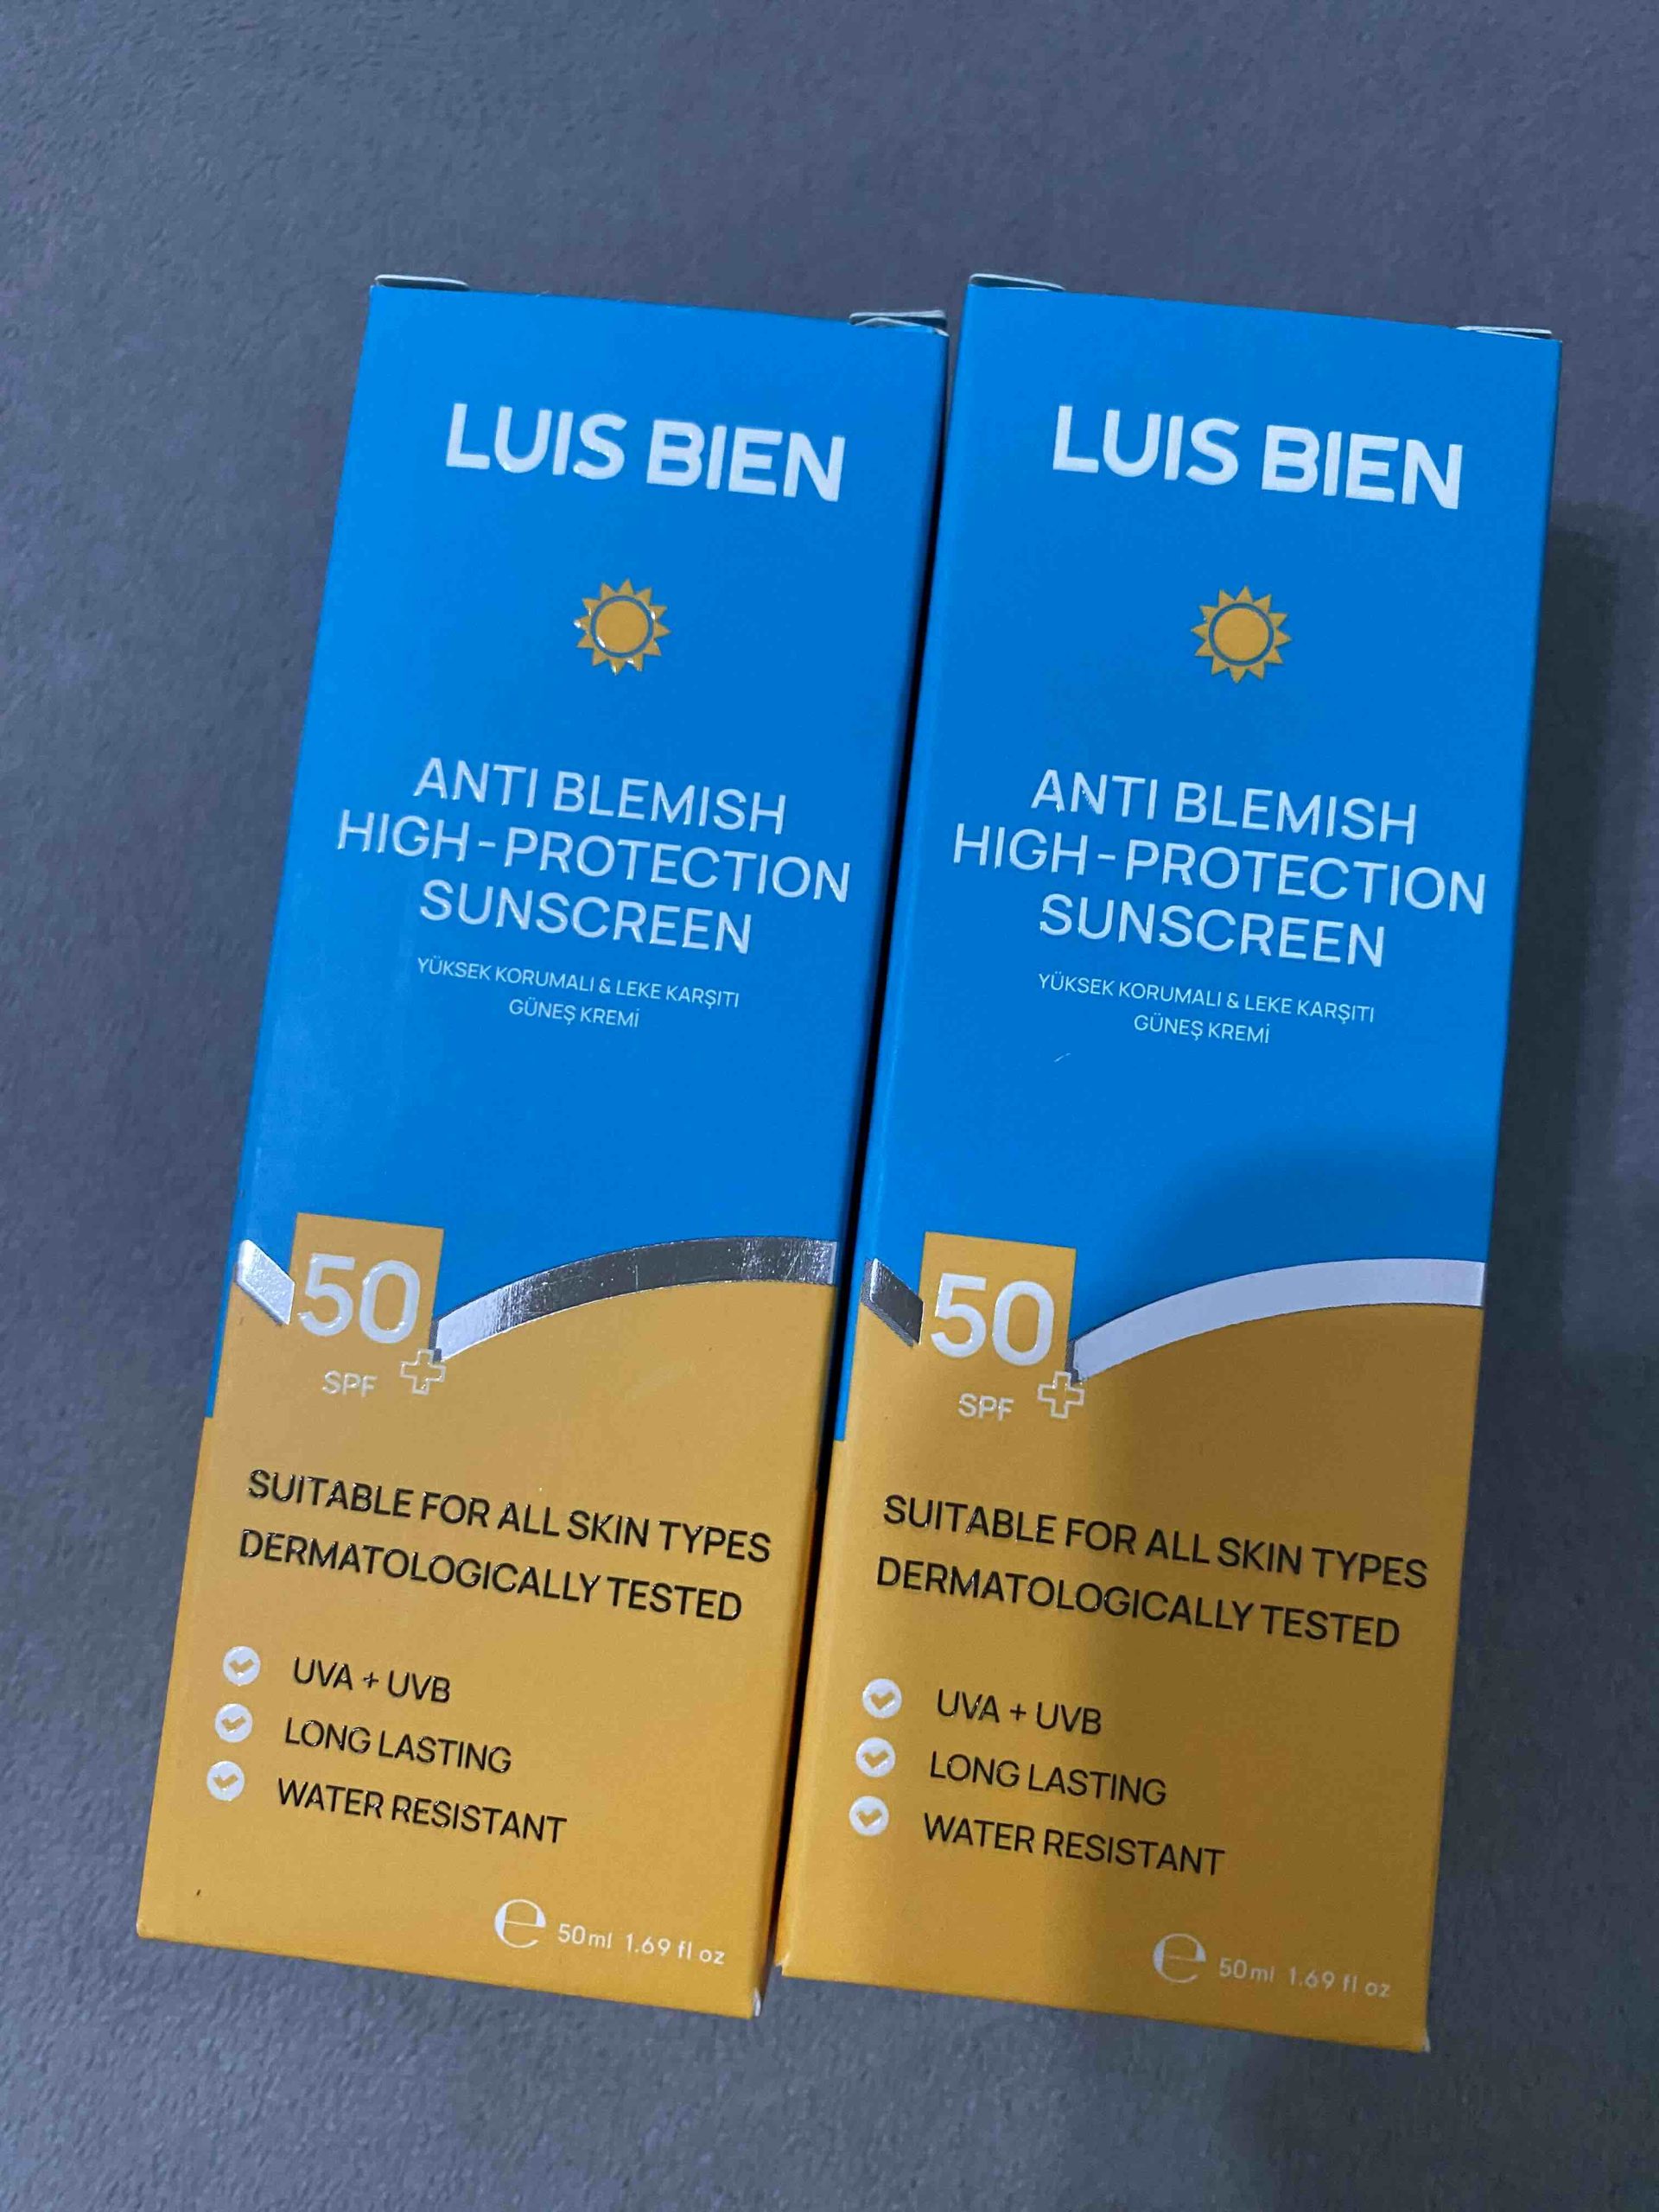 LUIS BIEN
ANTI BLEMISH
HIGH-PROTECTION
SUNSCREEN
YÜKSEK KORUMALI & LEKE KARŞITI
GÜNEŞ KREMİ
50
SPF +
SUITABLE FOR ALL SKIN TYPES
DERMATOLOGICALLY TESTED
UVA + UVB
LONG LASTING
WATER RESISTANT
e 50ml 1.69 fl oz
LUIS BIEN
ANTI BLEMISH
HIGH-PROTECTION
SUNSCREEN
YÜKSEK KORUMALI & LEKE KARŞITI
GÜNEŞ KREMİ
50
SPF +
SUITABLE FOR ALL SKIN TYPES
DERMATOLOGICALLY TESTED
UVA + UVB
LONG LASTING
WATER RESISTANT
e 50ml 1.69 fl oz